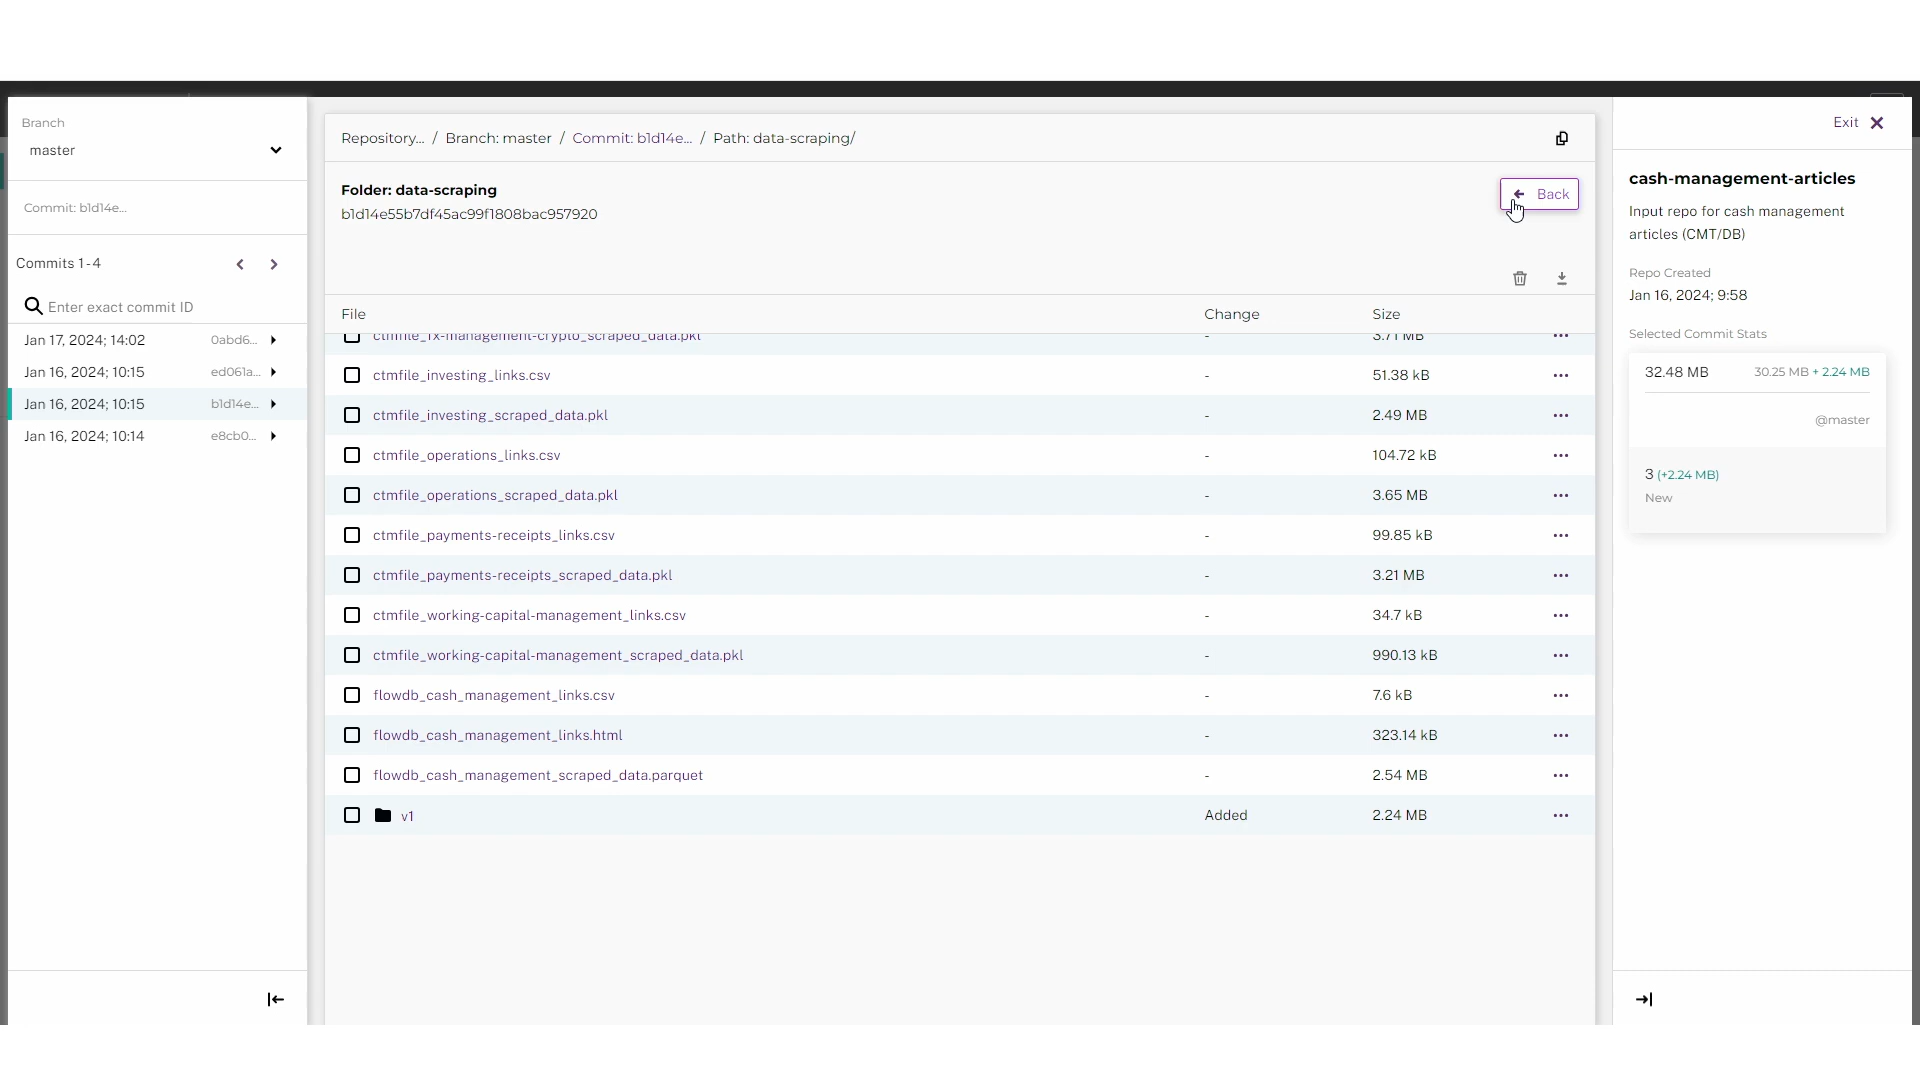 Branch
master
Commit: b1d14e...
Commits 1-4
Enter exact commit ID
Jan 17, 2024; 14:02 0abd6...
Jan 16, 2024; 10:15 ed061a...
Jan 16, 2024; 10:15 b1d14e...
Jan 16, 2024; 10:14 e8cb0...
Repository... / Branch: master / Commit: b1d14e... / Path: data-scraping/
Folder: data-scraping
b1d14e55b7df45ac99f1808bac957920
Back
File Change Size
ctmfile_fx-management-crypto_scraped_data.pkl - 3.71 MB
ctmfile_investing_links.csv - 51.38 kB
ctmfile_investing_scraped_data.pkl - 2.49 MB
ctmfile_operations_links.csv - 104.72 kB
ctmfile_operations_scraped_data.pkl - 3.65 MB
ctmfile_payments-receipts_links.csv - 99.85 kB
ctmfile_payments-receipts_scraped_data.pkl - 3.21 MB
ctmfile_working-capital-management_links.csv - 34.7 kB
ctmfile_working-capital-management_scraped_data.pkl - 990.13 kB
flowdb_cash_management_links.csv - 7.6 kB
flowdb_cash_management_links.html - 323.14 kB
flowdb_cash_management_scraped_data.parquet - 2.54 MB
v1 Added 2.24 MB
Exit
cash-management-articles
Input repo for cash management
articles (CMT/DB)
Repo Created
Jan 16, 2024; 9:58
Selected Commit Stats
32.48 MB 30.25 MB + 2.24 MB
@master
3 (+2.24 MB)
New